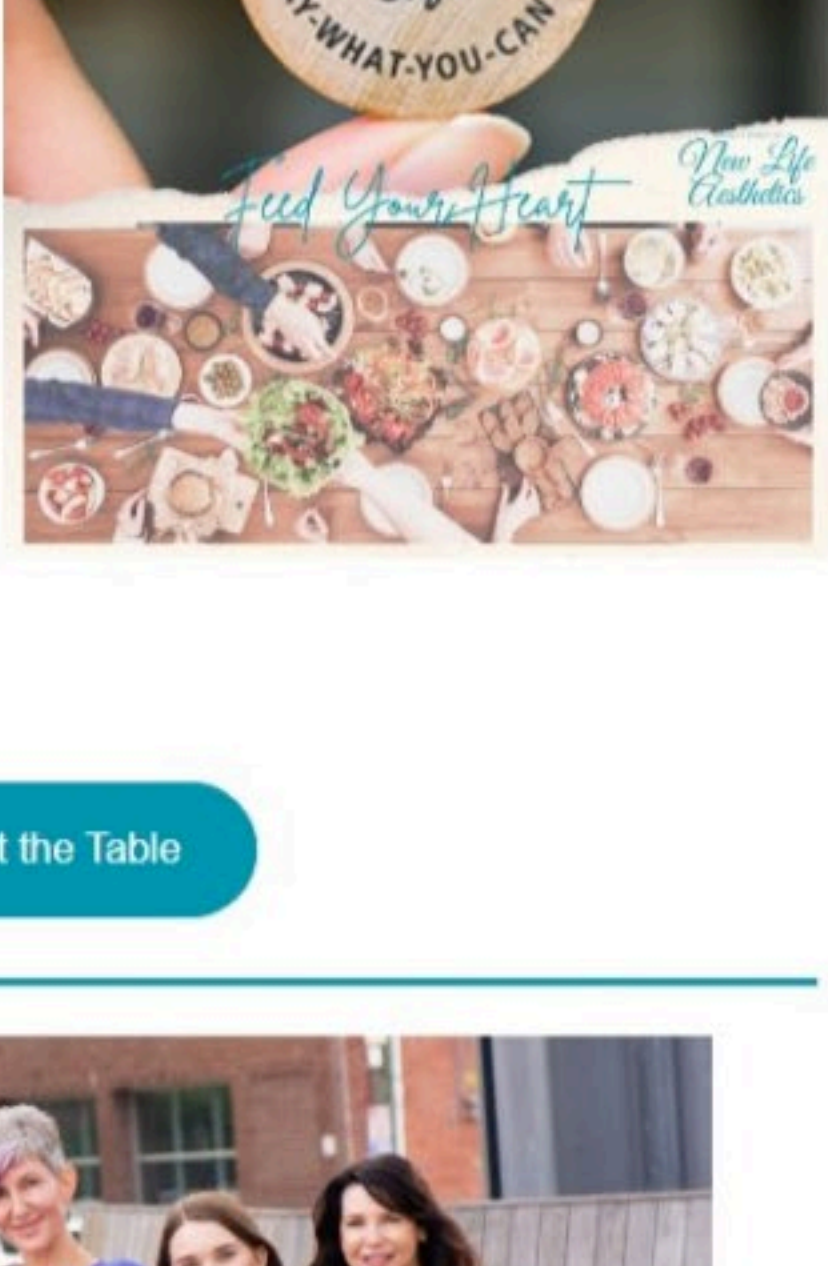 Y-WHAT-YOU-CAN
Feed Your Heart
New Life
Aesthetics
t the Table